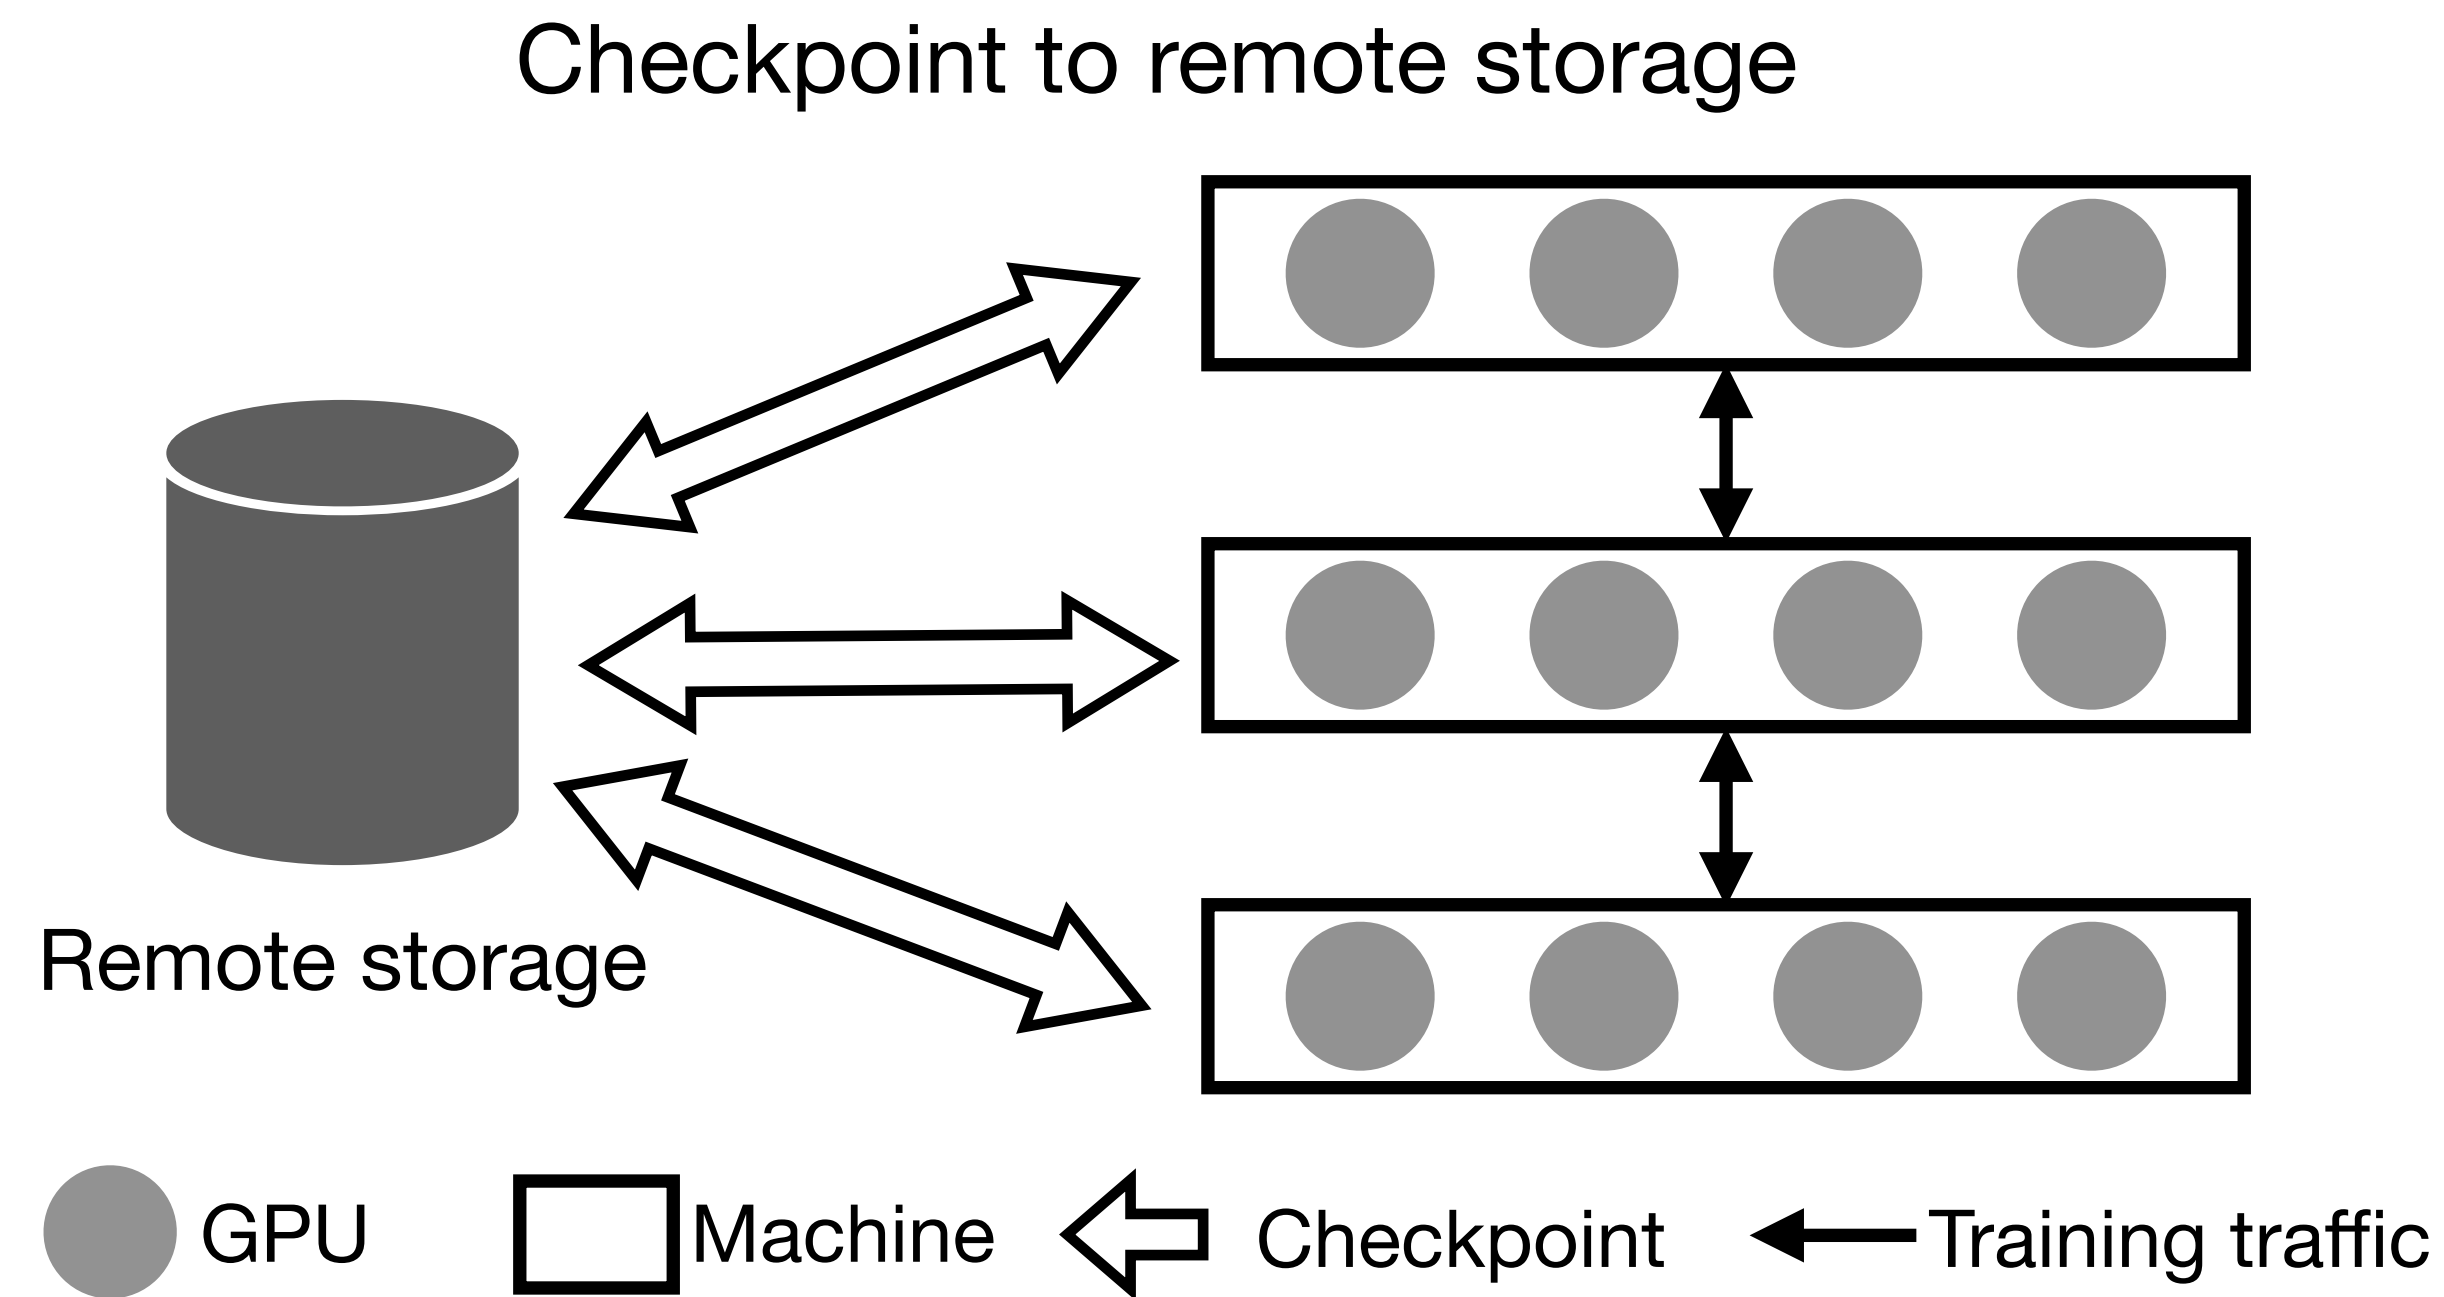 Checkpoint to remote storage
Remote storage
GPU
Machine
Checkpoint
Training traffic